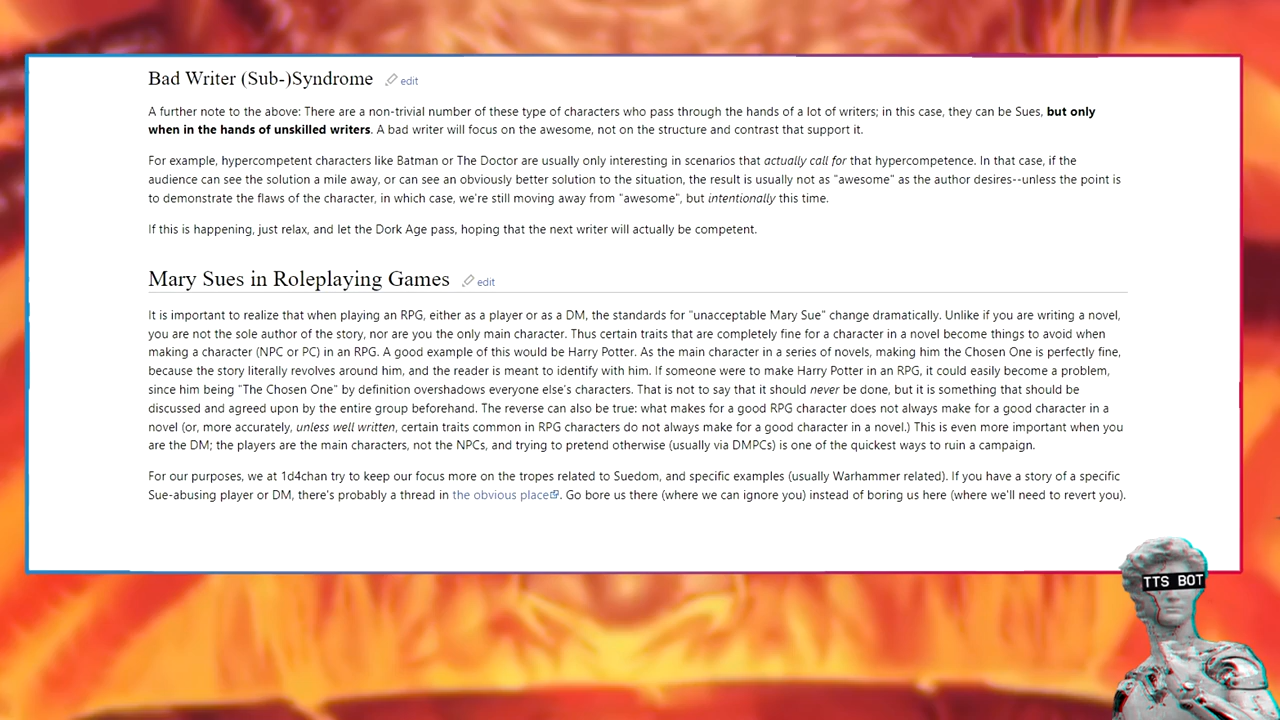 Bad Writer (Sub-)Syndrome edit
A further note to the above: There are a non-trivial number of these type of characters who pass through the hands of a lot of writers; in this case, they can be Sues, but only
when in the hands of unskilled writers. A bad writer will focus on the awesome, not on the structure and contrast that support it.
For example, hypercompetent characters like Batman or The Doctor are usually only interesting in scenarios that actually call for that hypercompetence. In that case, if the
audience can see the solution a mile away, or can see an obviously better solution to the situation, the result is usually not as "awesome" as the author desires--unless the point is
to demonstrate the flaws of the character, in which case, we're still moving away from "awesome", but intentionally this time.
If this is happening, just relax, and let the Dork Age pass, hoping that the next writer will actually be competent.
Mary Sues in Roleplaying Games edit
It is important to realize that when playing an RPG, either as a player or as a DM, the standards for "unacceptable Mary Sue" change dramatically. Unlike if you are writing a novel,
you are not the sole author of the story, nor are you the only main character. Thus certain traits that are completely fine for a character in a novel become things to avoid when
making a character (NPC or PC) in an RPG. A good example of this would be Harry Potter. As the main character in a series of novels, making him the Chosen One is perfectly fine,
because the story literally revolves around him, and the reader is meant to identify with him. If someone were to make Harry Potter in an RPG, it could easily become a problem,
since him being "The Chosen One" by definition overshadows everyone else's characters. That is not to say that it should never be done, but it is something that should be
discussed and agreed upon by the entire group beforehand. The reverse can also be true: what makes for a good RPG character does not always make for a good character in a
novel (or, more accurately, unless well written, certain traits common in RPG characters do not always make for a good character in a novel.) This is even more important when you
are the DM; the players are the main characters, not the NPCs, and trying to pretend otherwise (usually via DMPCs) is one of the quickest ways to ruin a campaign.
For our purposes, we at 1d4chan try to keep our focus more on the tropes related to Suedom, and specific examples (usually Warhammer related). If you have a story of a specific
Sue-abusing player or DM, there's probably a thread in the obvious place. Go bore us there (where we can ignore you) instead of boring us here (where we'll need to revert you).
TTS BOT